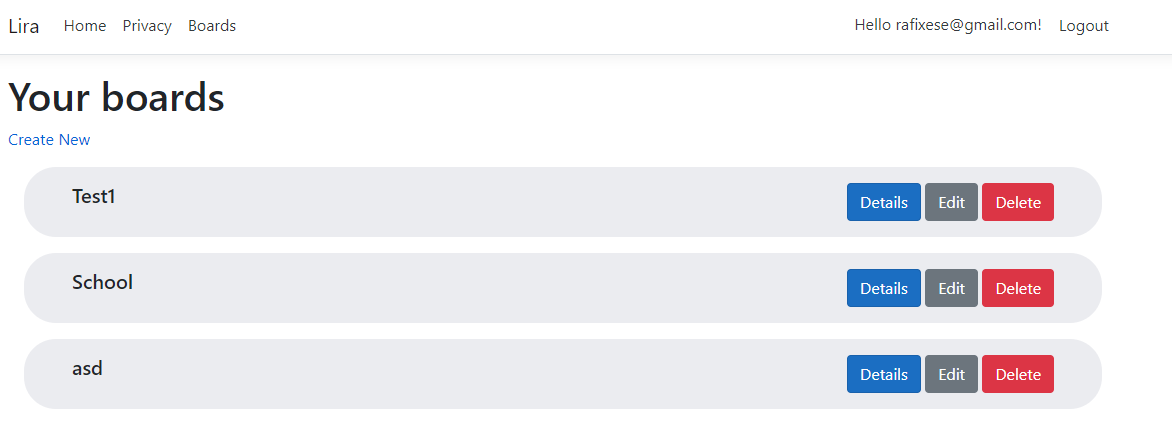 Lira Home Privacy Boards Hello rafixese@gmail.com! Logout
Your boards
Create New
Test1 Details Edit Delete
School Details Edit Delete
asd Details Edit Delete